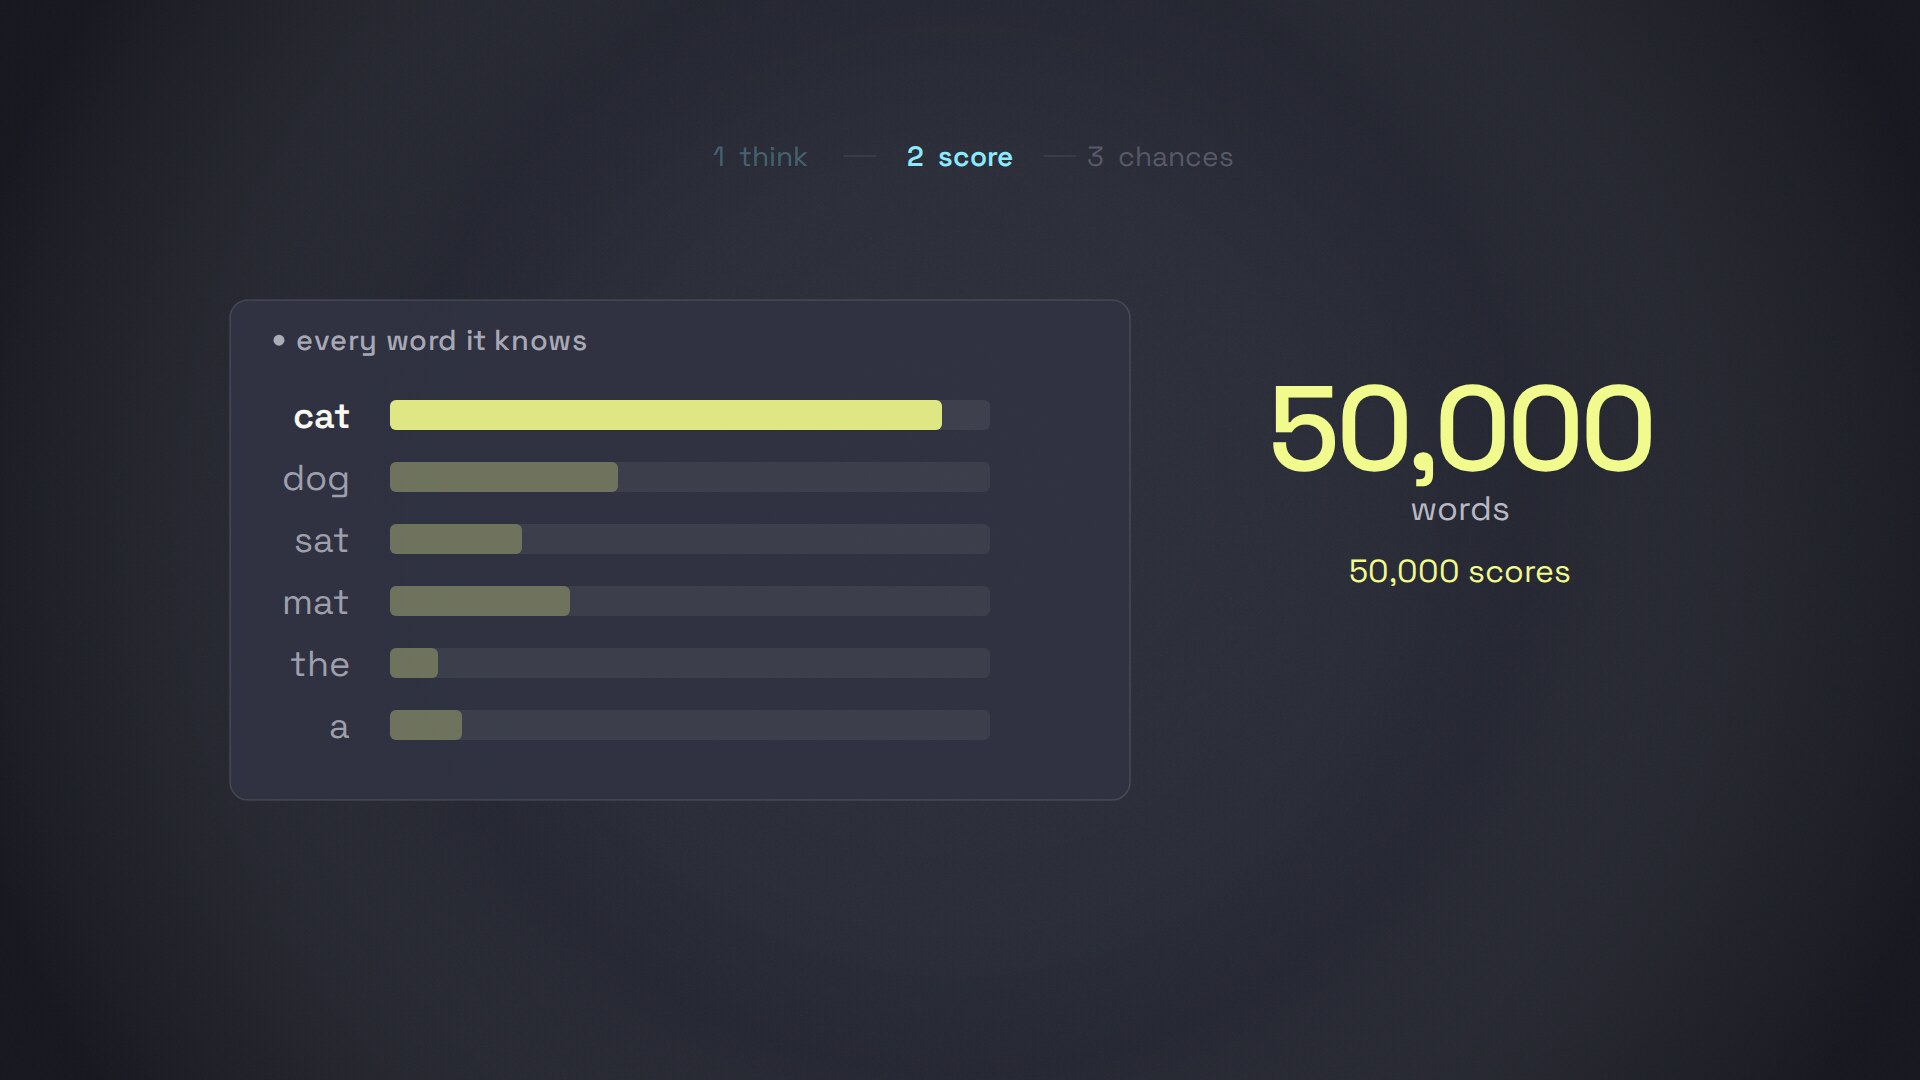 1 think — 2 score — 3 chances
every word it knows
cat
dog
sat
mat
the
a
50,000
words
50,000 scores